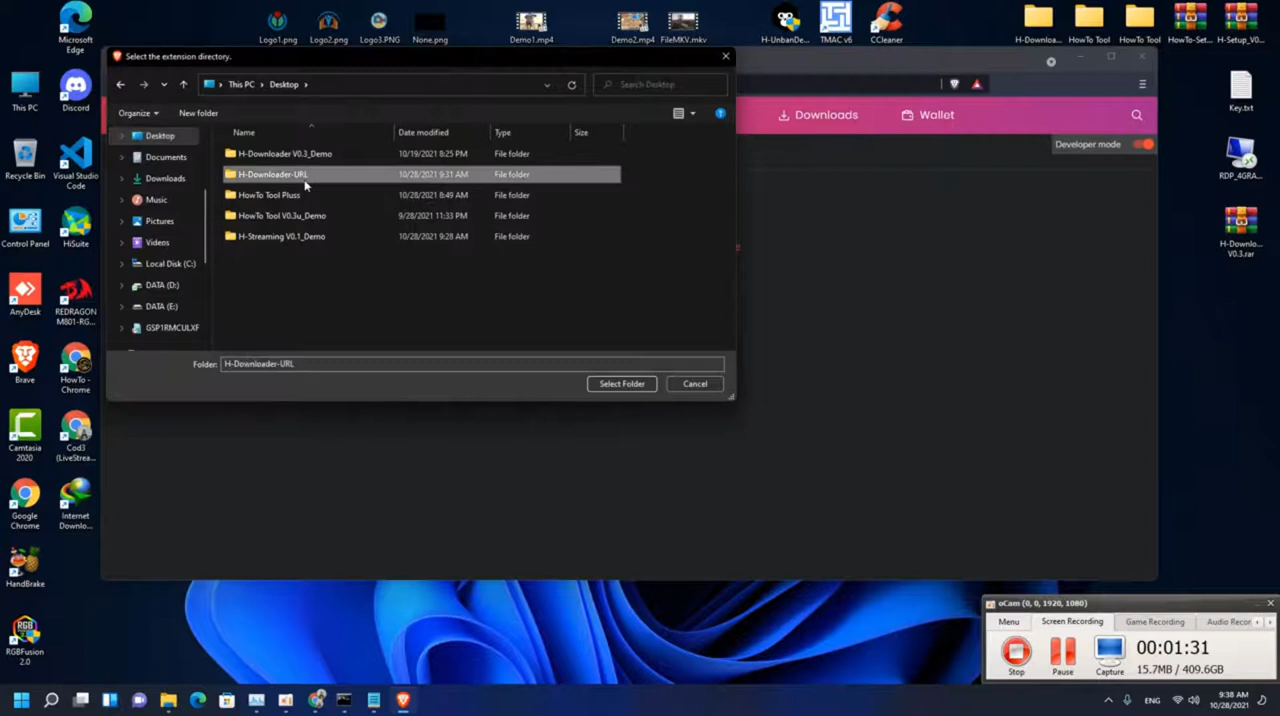 Microsoft Edge
Logo1.png
Logo2.png
Logo3.PNG
None.png
Demo1.mp4
Demo2.mp4
FileMKV.mkv
H-UnbanDe...
TMAC v6
CCleaner
H-Downloa...
HowTo Tool
HowTo Tool
HowTo-Set...
H-Setup_V0...
Select the extension directory.
This PC
Desktop
Search Desktop
Organize
New folder
Name
Date modified
Type
Size
Desktop
Documents
Downloads
Music
Pictures
Videos
Local Disk (C:)
DATA (D:)
DATA (E:)
GSP1RMCULXF
H-Downloader V0.3_Demo 10/19/2021 8:25 PM File folder
H-Downloader-URL 10/28/2021 9:31 AM File folder
HowTo Tool Pluss 10/28/2021 8:49 AM File folder
HowTo Tool V0.3u_Demo 9/28/2021 11:33 PM File folder
H-Streaming V0.1_Demo 10/28/2021 9:28 AM File folder
Folder: H-Downloader-URL
Select Folder
Cancel
Downloads
Wallet
Developer mode
This PC
Discord
Recycle Bin
Visual Studio Code
Control Panel
HiSuite
AnyDesk
REDRAGON M801-RG...
Brave
HowTo - Chrome
Camtasia 2020
Cod3 (LiveStrea...
Google Chrome
Internet Downlo...
HandBrake
RGBFusion 2.0
Key.txt
RDP_4GRA...
H-Downlo... V0.3.rar
oCam (0, 0, 1920, 1080)
Menu
Screen Recording
Game Recording
Audio Recor
Stop
Pause
Capture
00:01:31
15.7MB / 409.6GB
ENG
9:38 AM
10/28/2021